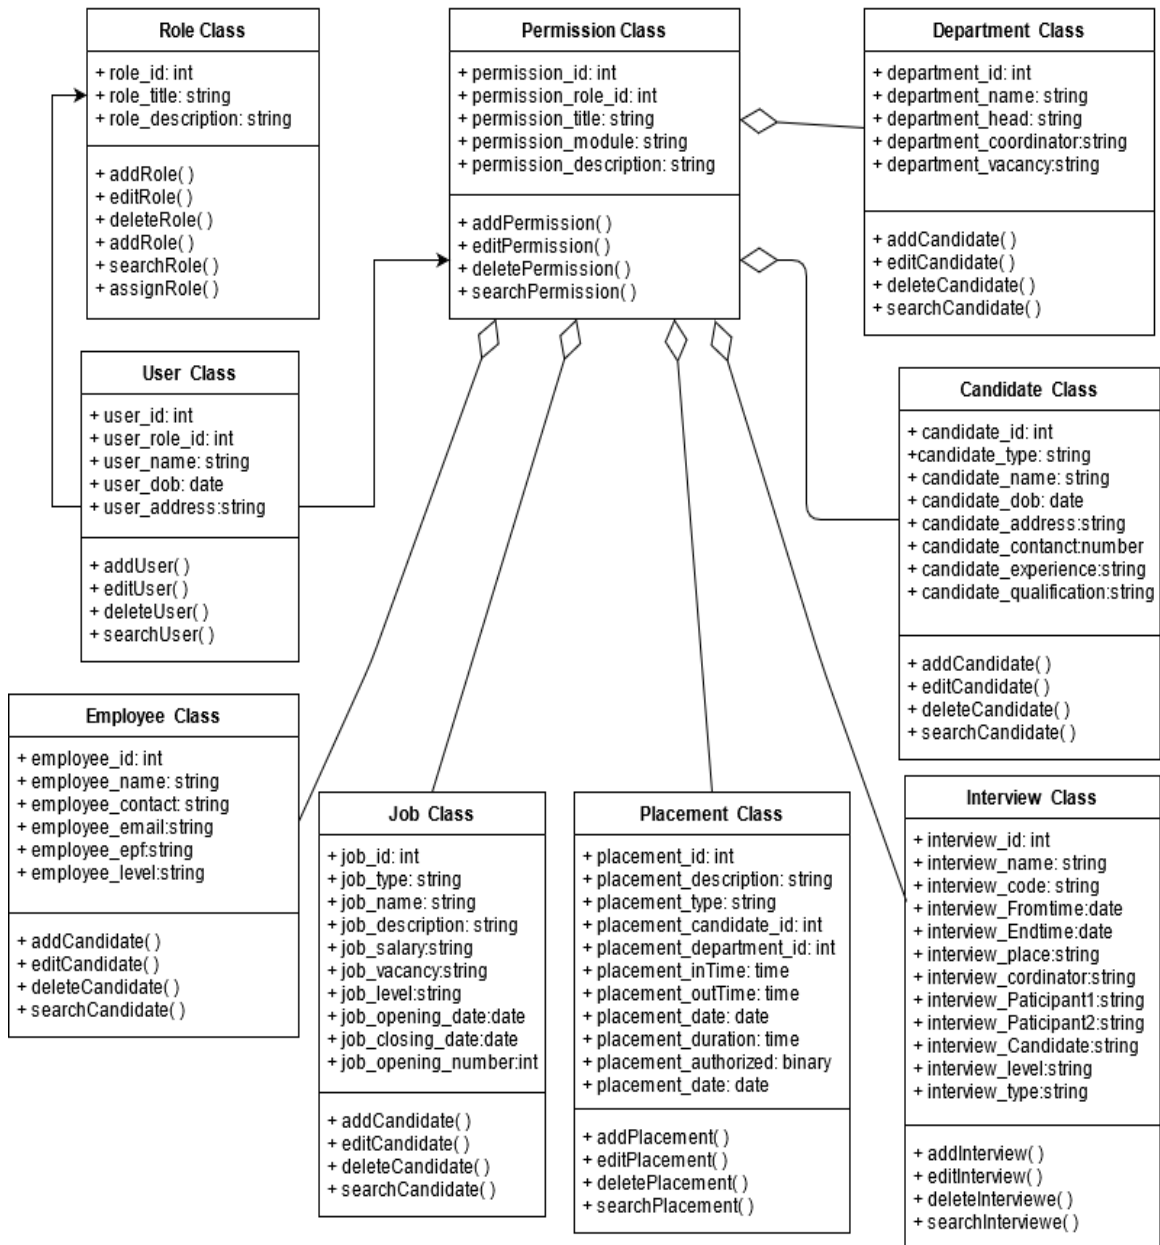 Role Class
+ role_id: int
+ role_title: string
+ role_description: string
+ addRole( )
+ editRole( )
+ deleteRole( )
+ addRole( )
+ searchRole( )
+ assignRole( )
Permission Class
+ permission_id: int
+ permission_role_id: int
+ permission_title: string
+ permission_module: string
+ permission_description: string
+ addPermission( )
+ editPermission( )
+ deletePermission( )
+ searchPermission( )
Department Class
+ department_id: int
+ department_name: string
+ department_head: string
+ department_coordinator:string
+ department_vacancy:string
+ addCandidate( )
+ editCandidate( )
+ deleteCandidate( )
+ searchCandidate( )
User Class
+ user_id: int
+ user_role_id: int
+ user_name: string
+ user_dob: date
+ user_address:string
+ addUser( )
+ editUser( )
+ deleteUser( )
+ searchUser( )
Candidate Class
+ candidate_id: int
+candidate_type: string
+ candidate_name: string
+ candidate_dob: date
+ candidate_address:string
+ candidate_contanct:number
+ candidate_experience:string
+ candidate_qualification:string
+ addCandidate( )
+ editCandidate( )
+ deleteCandidate( )
+ searchCandidate( )
Employee Class
+ employee_id: int
+ employee_name: string
+ employee_contact: string
+ employee_email:string
+ employee_epf:string
+ employee_level:string
+ addCandidate( )
+ editCandidate( )
+ deleteCandidate( )
+ searchCandidate( )
Job Class
+ job_id: int
+ job_type: string
+ job_name: string
+ job_description: string
+ job_salary:string
+ job_vacancy:string
+ job_level:string
+ job_opening_date:date
+ job_closing_date:date
+ job_opening_number:int
+ addCandidate( )
+ editCandidate( )
+ deleteCandidate( )
+ searchCandidate( )
Placement Class
+ placement_id: int
+ placement_description: string
+ placement_type: string
+ placement_candidate_id: int
+ placement_department_id: int
+ placement_inTime: time
+ placement_outTime: time
+ placement_date: date
+ placement_duration: time
+ placement_authorized: binary
+ placement_date: date
+ addPlacement( )
+ editPlacement( )
+ deletePlacement( )
+ searchPlacement( )
Interview Class
+ interview_id: int
+ interview_name: string
+ interview_code: string
+ interview_Fromtime:date
+ interview_Endtime:date
+ interview_place:string
+ interview_cordinator:string
+ interview_Paticipant1:string
+ interview_Paticipant2:string
+ interview_Candidate:string
+ interview_level:string
+ interview_type:string
+ addInterview( )
+ editInterview( )
+ deleteInterviewe( )
+ searchInterviewe( )